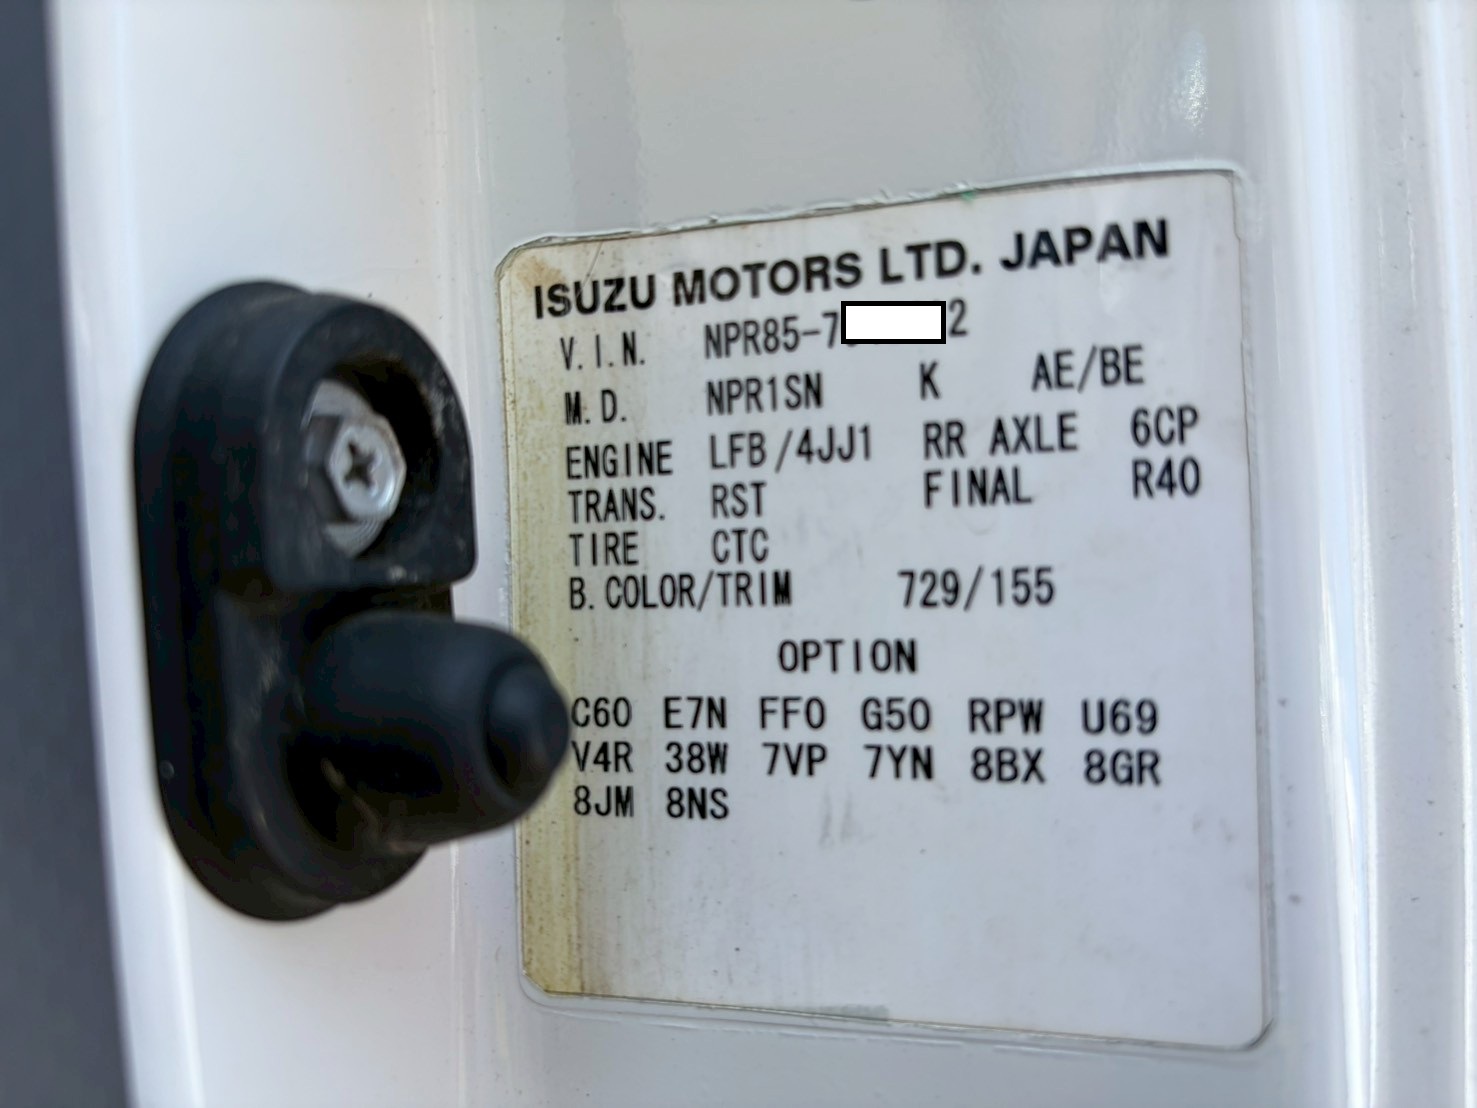 ISUZU MOTORS LTD. JAPAN
V.I.N. NPR85-7 2
M.D. NPR1SN K AE/BE
ENGINE LFB/4JJ1 RR AXLE 6CP
TRANS. RST FINAL R40
TIRE CTC
B.COLOR/TRIM 729/155
OPTION
C60 E7N FF0 G50 RPW U69
V4R 38W 7VP 7YN 8BX 8GR
8JM 8NS